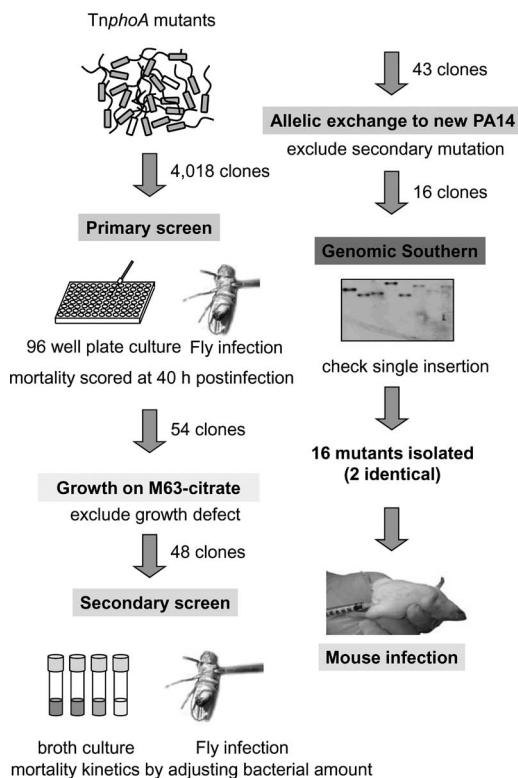 TnphoA mutants
4,018 clones
Primary screen
96 well plate culture
Fly infection
mortality scored at 40 h postinfection
54 clones
Growth on M63-citrate
exclude growth defect
48 clones
Secondary screen
broth culture
Fly infection
mortality kinetics by adjusting bacterial amount
43 clones
Allelic exchange to new PA14
exclude secondary mutation
16 clones
Genomic Southern
check single insertion
16 mutants isolated
(2 identical)
Mouse infection